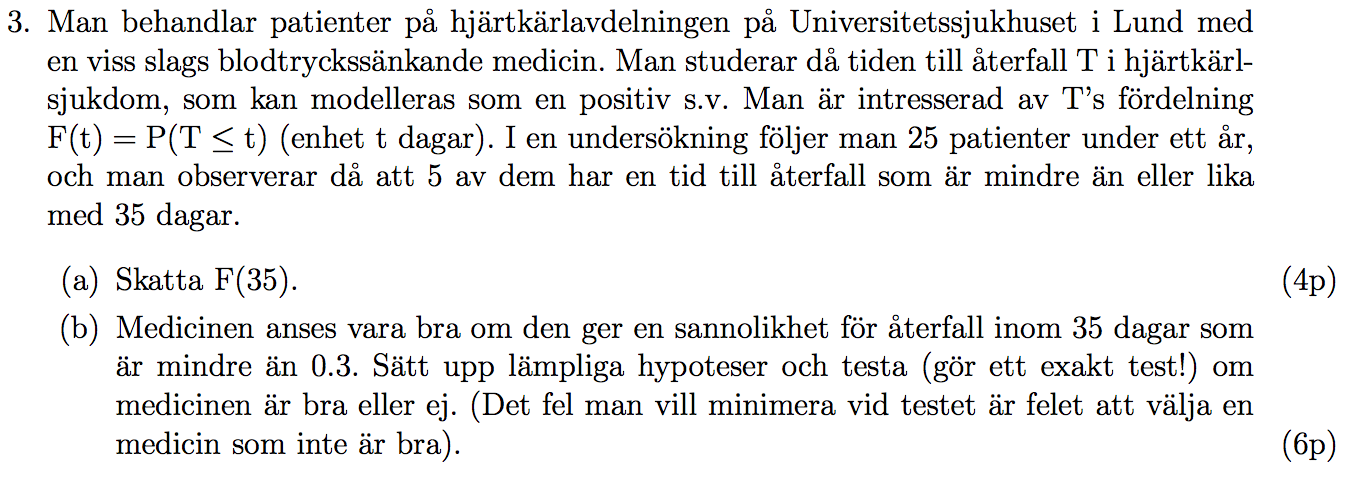 3. Man behandlar patienter på hjärtkärlavdelningen på Universitetssjukhuset i Lund med
en viss slags blodtryckssänkande medicin. Man studerar då tiden till återfall T i hjärtkärl-
sjukdom, som kan modelleras som en positiv s.v. Man är intresserad av T's fördelning
F(t) = P(T ≤ t) (enhet t dagar). I en undersökning följer man 25 patienter under ett år,
och man observerar då att 5 av dem har en tid till återfall som är mindre än eller lika
med 35 dagar.
(a) Skatta F(35). (4p)
(b) Medicinen anses vara bra om den ger en sannolikhet för återfall inom 35 dagar som
är mindre än 0.3. Sätt upp lämpliga hypoteser och testa (gör ett exakt test!) om
medicinen är bra eller ej. (Det fel man vill minimera vid testet är felet att välja en
medicin som inte är bra). (6p)